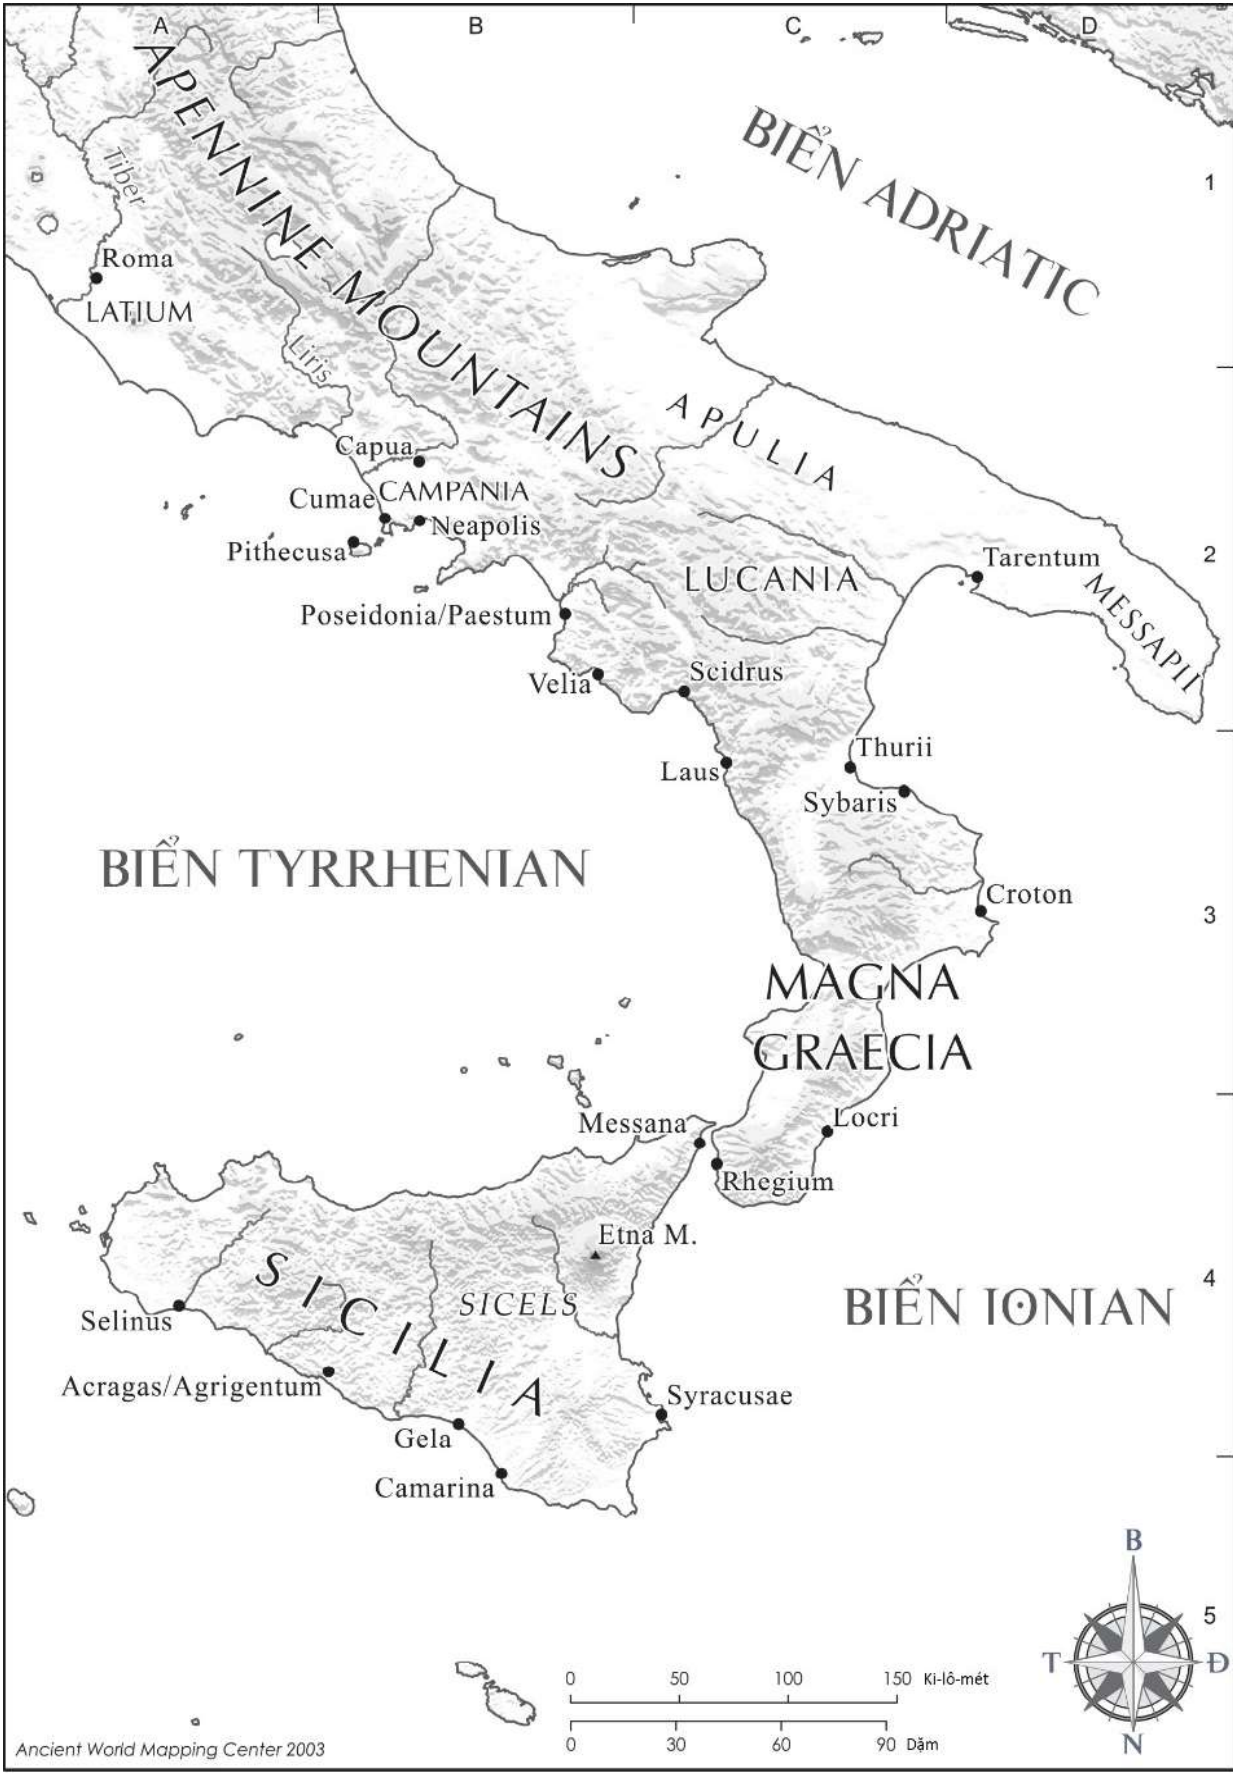 A
B
C
D
APENNINE MOUNTAINS
BIỂN ADRIATIC
1
Tiber
Roma
LATIUM
Liris
APULIA
Capua
Cumae
CAMPANIA
Neapolis
Pithecusa
2
Tarentum
LUCANIA
MESSAPII
Poseidonia/Paestum
Velia
Scidrus
Thurii
Laus
Sybaris
BIỂN TYRRHENIAN
Croton
3
MAGNA
GRAECIA
Messana
Locri
Rhegium
Etna M.
SICILIA
SICELS
4
BIỂN IONIAN
Selinus
Acragas/Agrigentum
Syracusae
Gela
Camarina
B
5
T
Đ
N
0 50 100 150 Ki-lô-mét
0 30 60 90 Dặm
Ancient World Mapping Center 2003